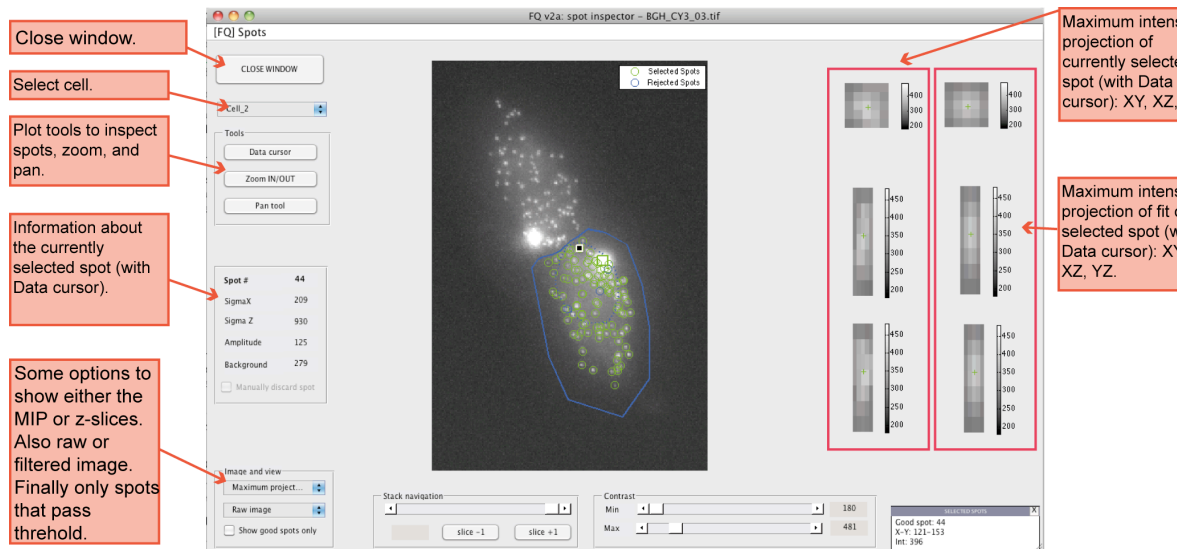 FQ v2a: spot inspector – BGH_CY3_03.tif
[FQ] Spots
Close window.
Select cell.
Plot tools to inspect
spots, zoom, and
pan.
Information about
the currently
selected spot (with
Data cursor).
Some options to
show either the
MIP or z-slices.
Also raw or
filtered image.
Finally only spots
that pass
threhold.
CLOSE WINDOW
Cell_2
Tools
Data cursor
Zoom IN/OUT
Pan tool
Spot # 44
SigmaX 209
Sigma Z 930
Amplitude 125
Background 279
Manually discard spot
Image and view
Maximum project...
Raw image
Show good spots only
Selected Spots
Rejected Spots
Stack navigation
slice -1
slice +1
Contrast
Min 180
Max 481
400
300
200
400
300
200
450
400
350
300
250
200
450
400
350
300
250
200
450
400
350
300
250
200
450
400
350
300
250
200
SELECTED SPOTS X
Good spot: 44
X-Y: 121-153
Int: 396
Maximum intens
projection of
currently selecte
spot (with Data
cursor): XY, XZ,
Maximum intens
projection of fit
selected spot (w
Data cursor): XY
XZ, YZ.